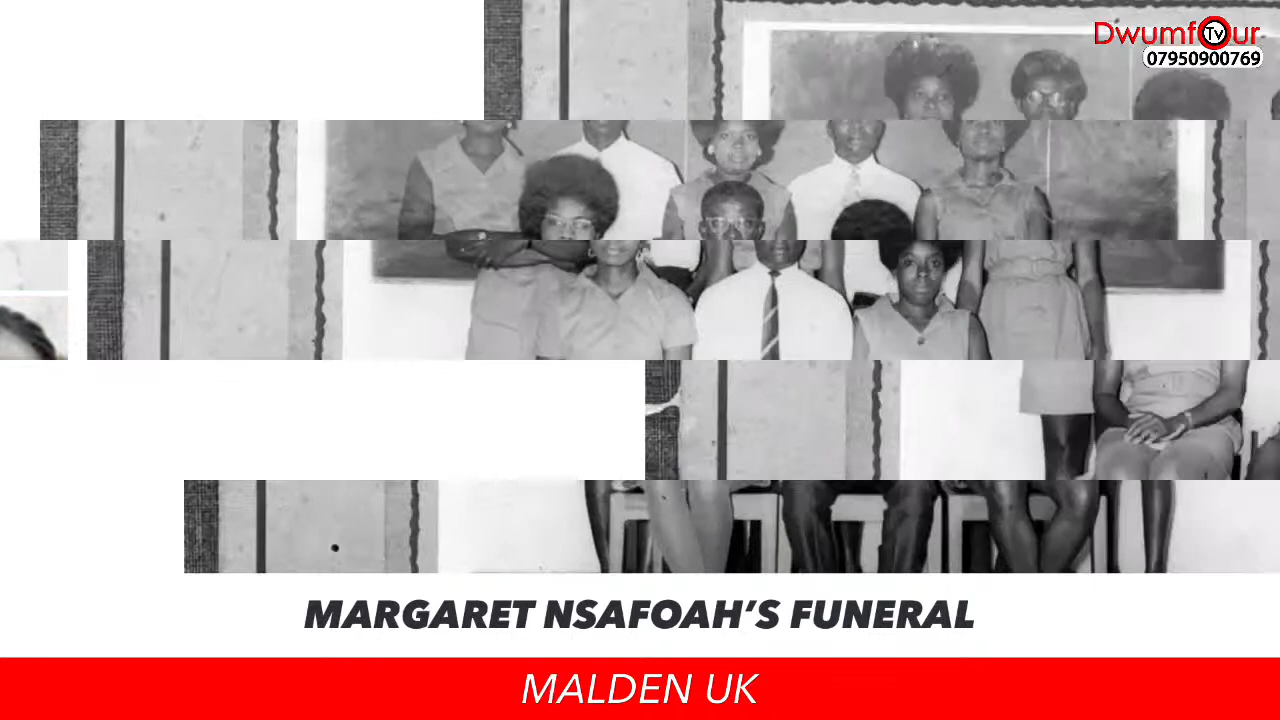 DwumfOur
Tv
07950900769
MARGARET NSAFOAH'S FUNERAL
MALDEN UK